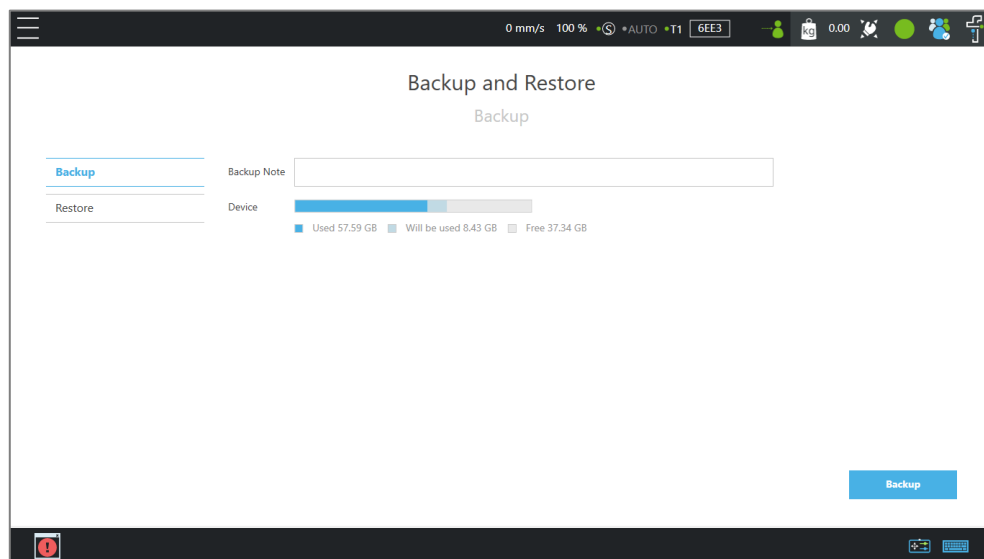 0 mm/s 100 % S AUTO T1 6EE3 kg 0.00
Backup and Restore
Backup
Backup
Backup Note
Restore
Device
Used 57.59 GB Will be used 8.43 GB Free 37.34 GB
Backup